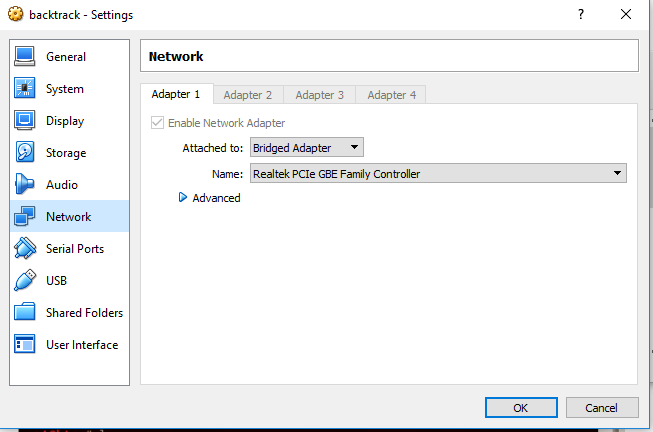 backtrack - Settings
General
System
Display
Storage
Audio
Network
Serial Ports
USB
Shared Folders
User Interface
Network
Adapter 1 Adapter 2 Adapter 3 Adapter 4
Enable Network Adapter
Attached to: Bridged Adapter
Name: Realtek PCIe GBE Family Controller
Advanced
OK Cancel